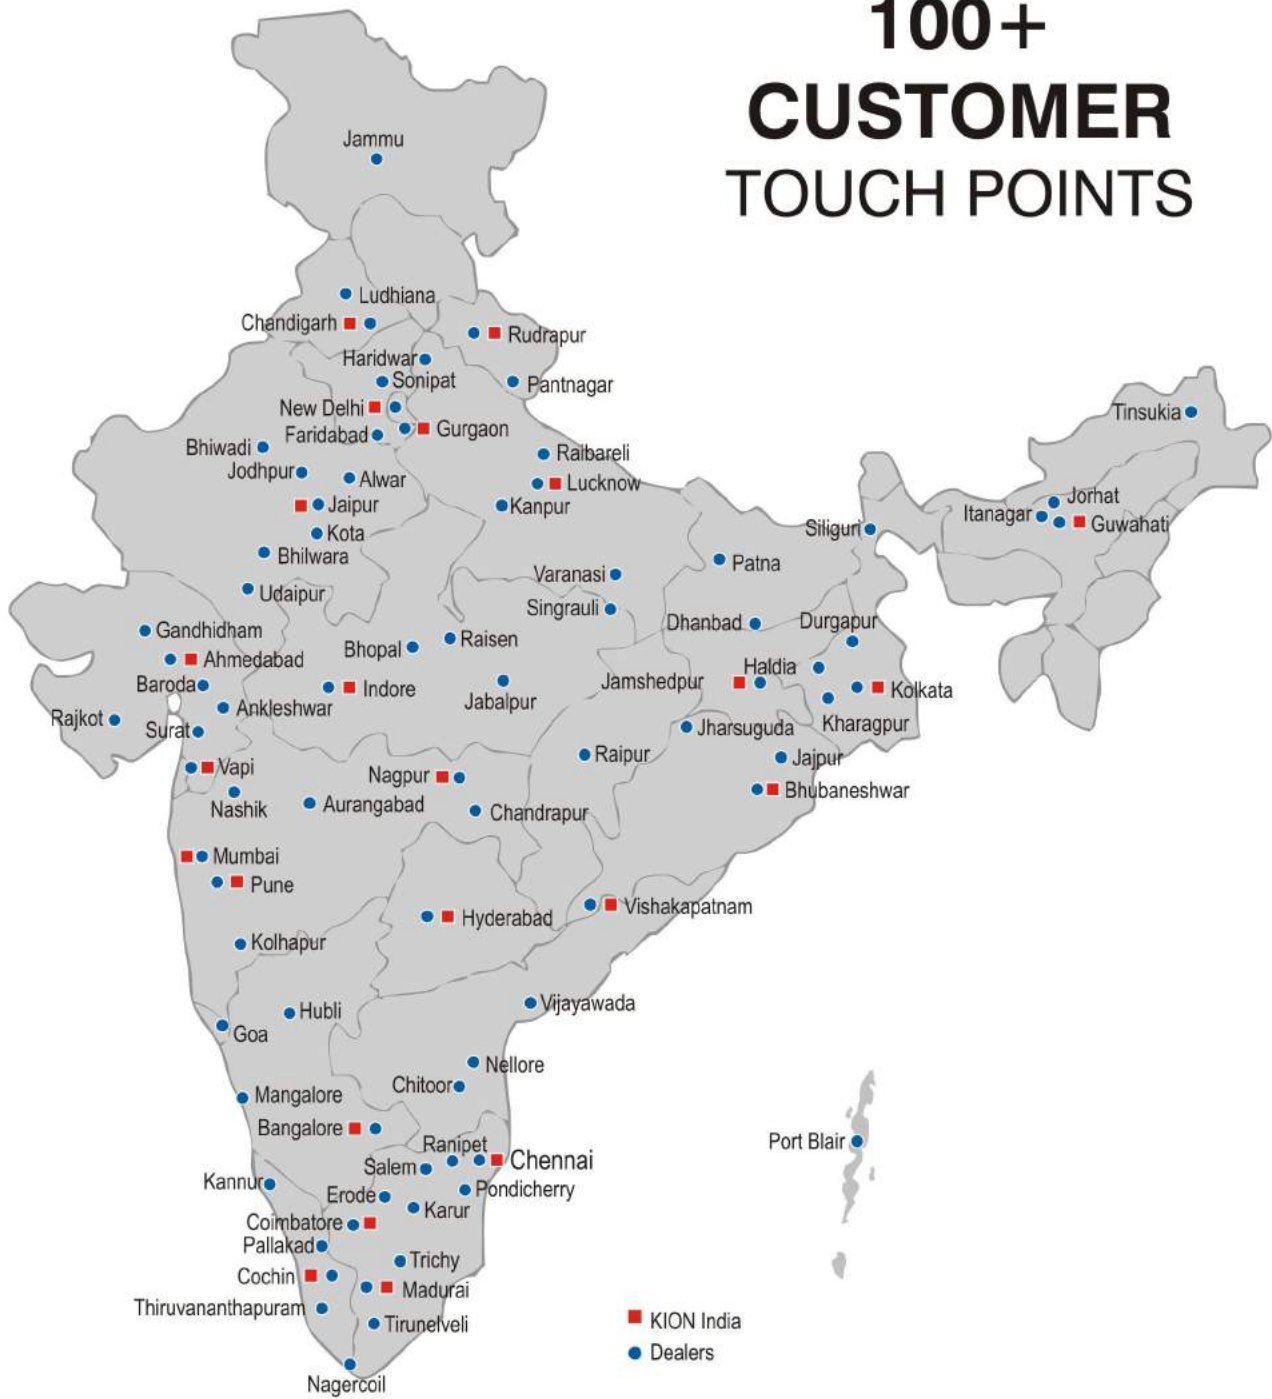 100+
CUSTOMER
TOUCH POINTS
Jammu
Ludhiana
Chandigarh
Rudrapur
Haridwar
Sonipat
Pantnagar
New Delhi
Gurgaon
Faridabad
Bhiwadi
Jodhpur
Alwar
Raibareli
Lucknow
Jaipur
Kanpur
Kota
Bhilwara
Udaipur
Tinsukia
Jorhat
Itanagar
Guwahati
Siliguri
Patna
Varanasi
Singrauli
Dhanbad
Durgapur
Gandhidham
Raisen
Bhopal
Ahmedabad
Haldia
Baroda
Indore
Jabalpur
Jamshedpur
Kolkata
Ankleshwar
Rajkot
Surat
Kharagpur
Jharsuguda
Raipur
Jajpur
Vapi
Nagpur
Bhubaneshwar
Nashik
Aurangabad
Chandrapur
Mumbai
Pune
Vishakapatnam
Hyderabad
Kolhapur
Vijayawada
Hubli
Goa
Nellore
Chitoor
Mangalore
Bangalore
Ranipet
Chennai
Salem
Kannur
Pondicherry
Erode
Karur
Coimbatore
Pallakad
Trichy
Cochin
Madurai
Thiruvananthapuram
Tirunelveli
Nagercoil
Port Blair
KION India
Dealers